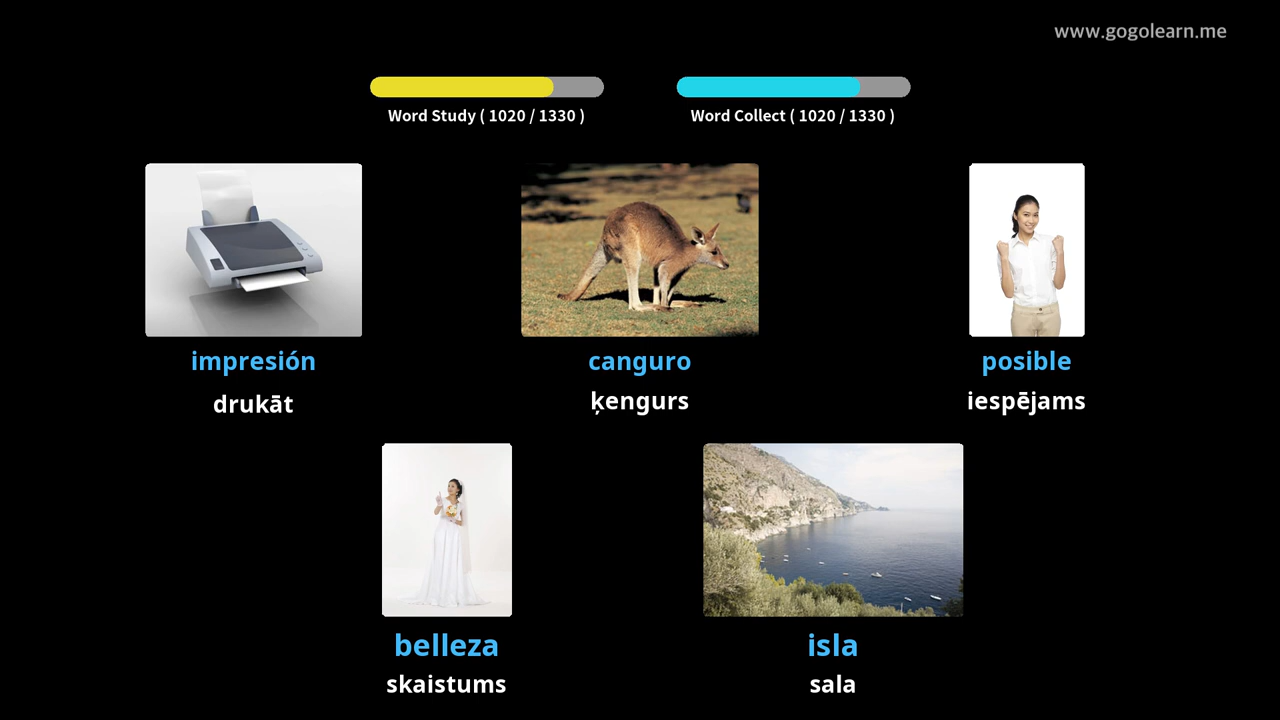 www.gogolearn.me
Word Study ( 1020 / 1330 )
Word Collect ( 1020 / 1330 )
impresión
drukāt
canguro
ķengurs
posible
iespējams
belleza
skaistums
isla
sala